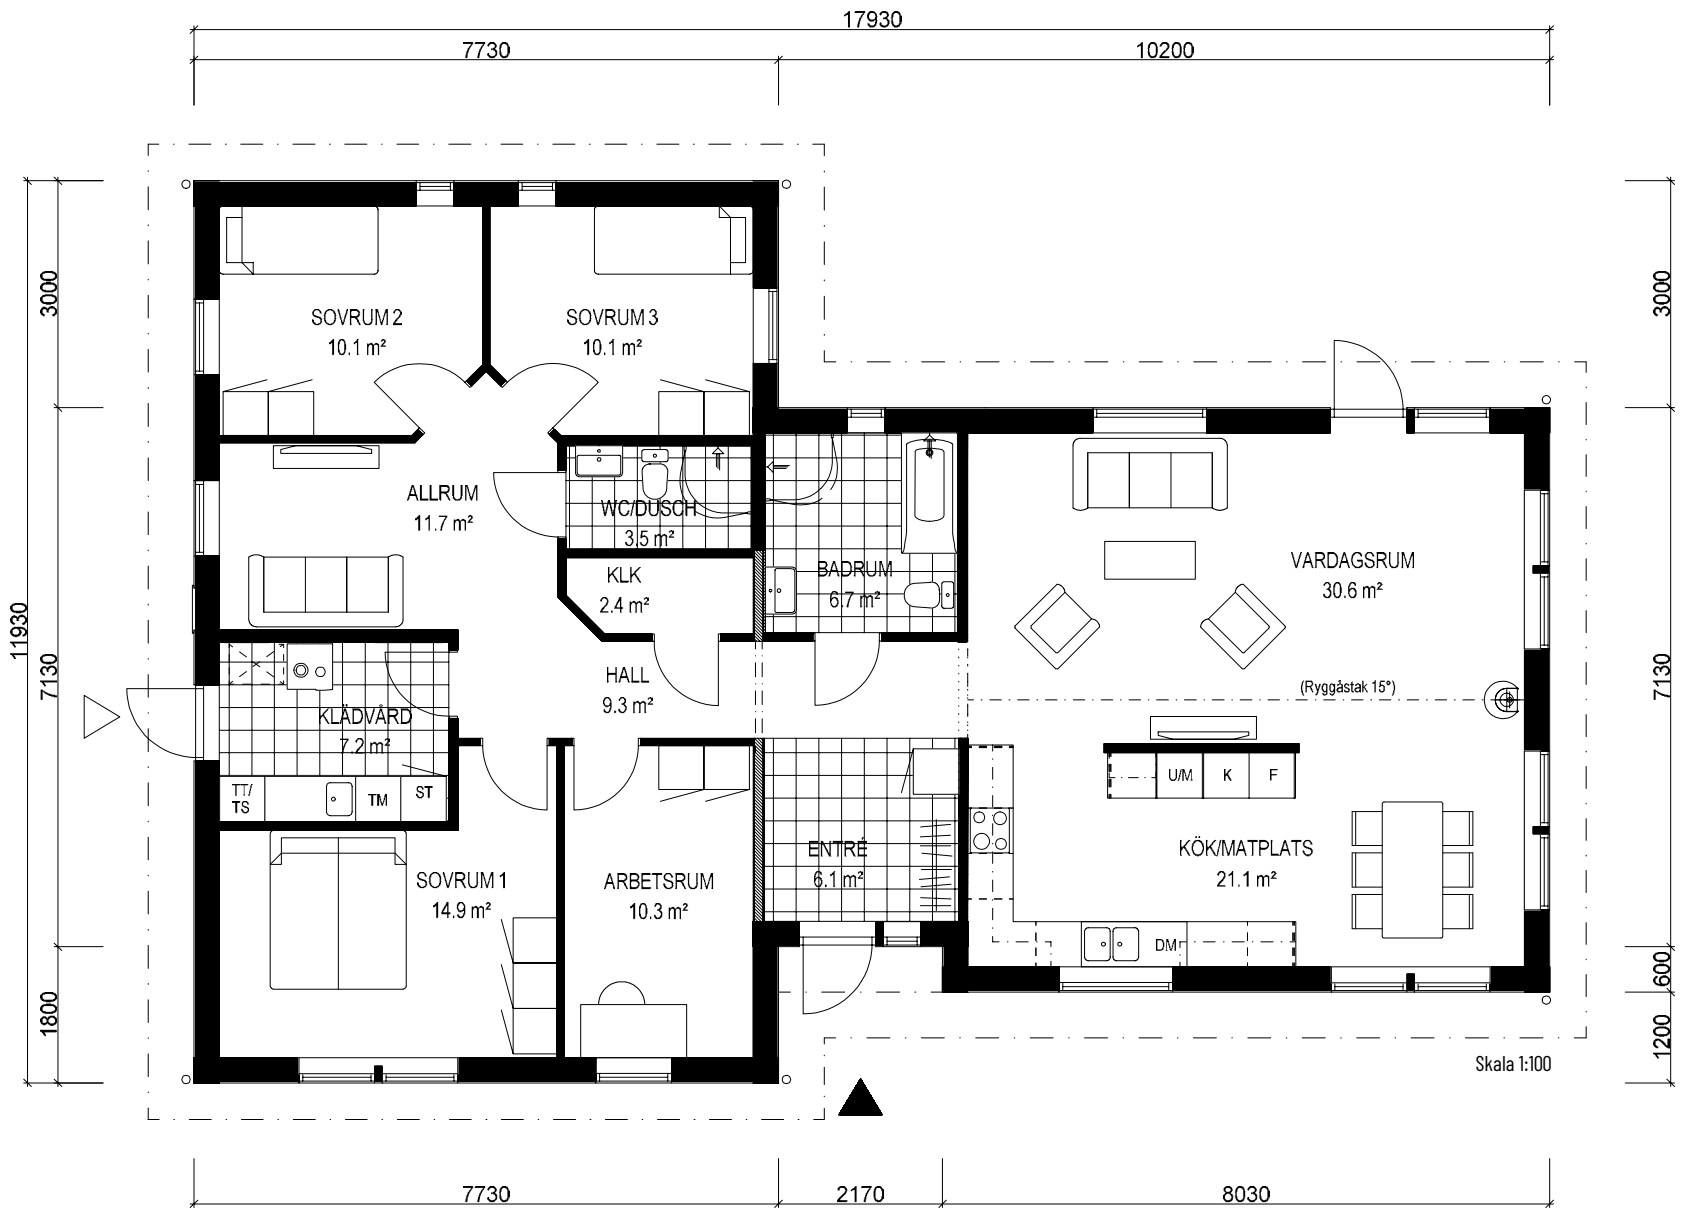 17930
7730
10200
3000
7130
11930
1800
3000
7130
600
1200
SOVRUM 2
10.1 m²
SOVRUM 3
10.1 m²
ALLRUM
11.7 m²
WC/DUSCH
3.5 m²
KLK
2.4 m²
BADRUM
6.7 m²
VARDAGSRUM
30.6 m²
HALL
9.3 m²
(Ryggåstak 15°)
KLÄDVÅRD
7.2 m²
TT/
TS
TM
ST
U/M
K
F
SOVRUM 1
14.9 m²
ARBETSRUM
10.3 m²
ENTRÉ
6.1 m²
KÖK/MATPLATS
21.1 m²
DM
Skala 1:100
7730
2170
8030